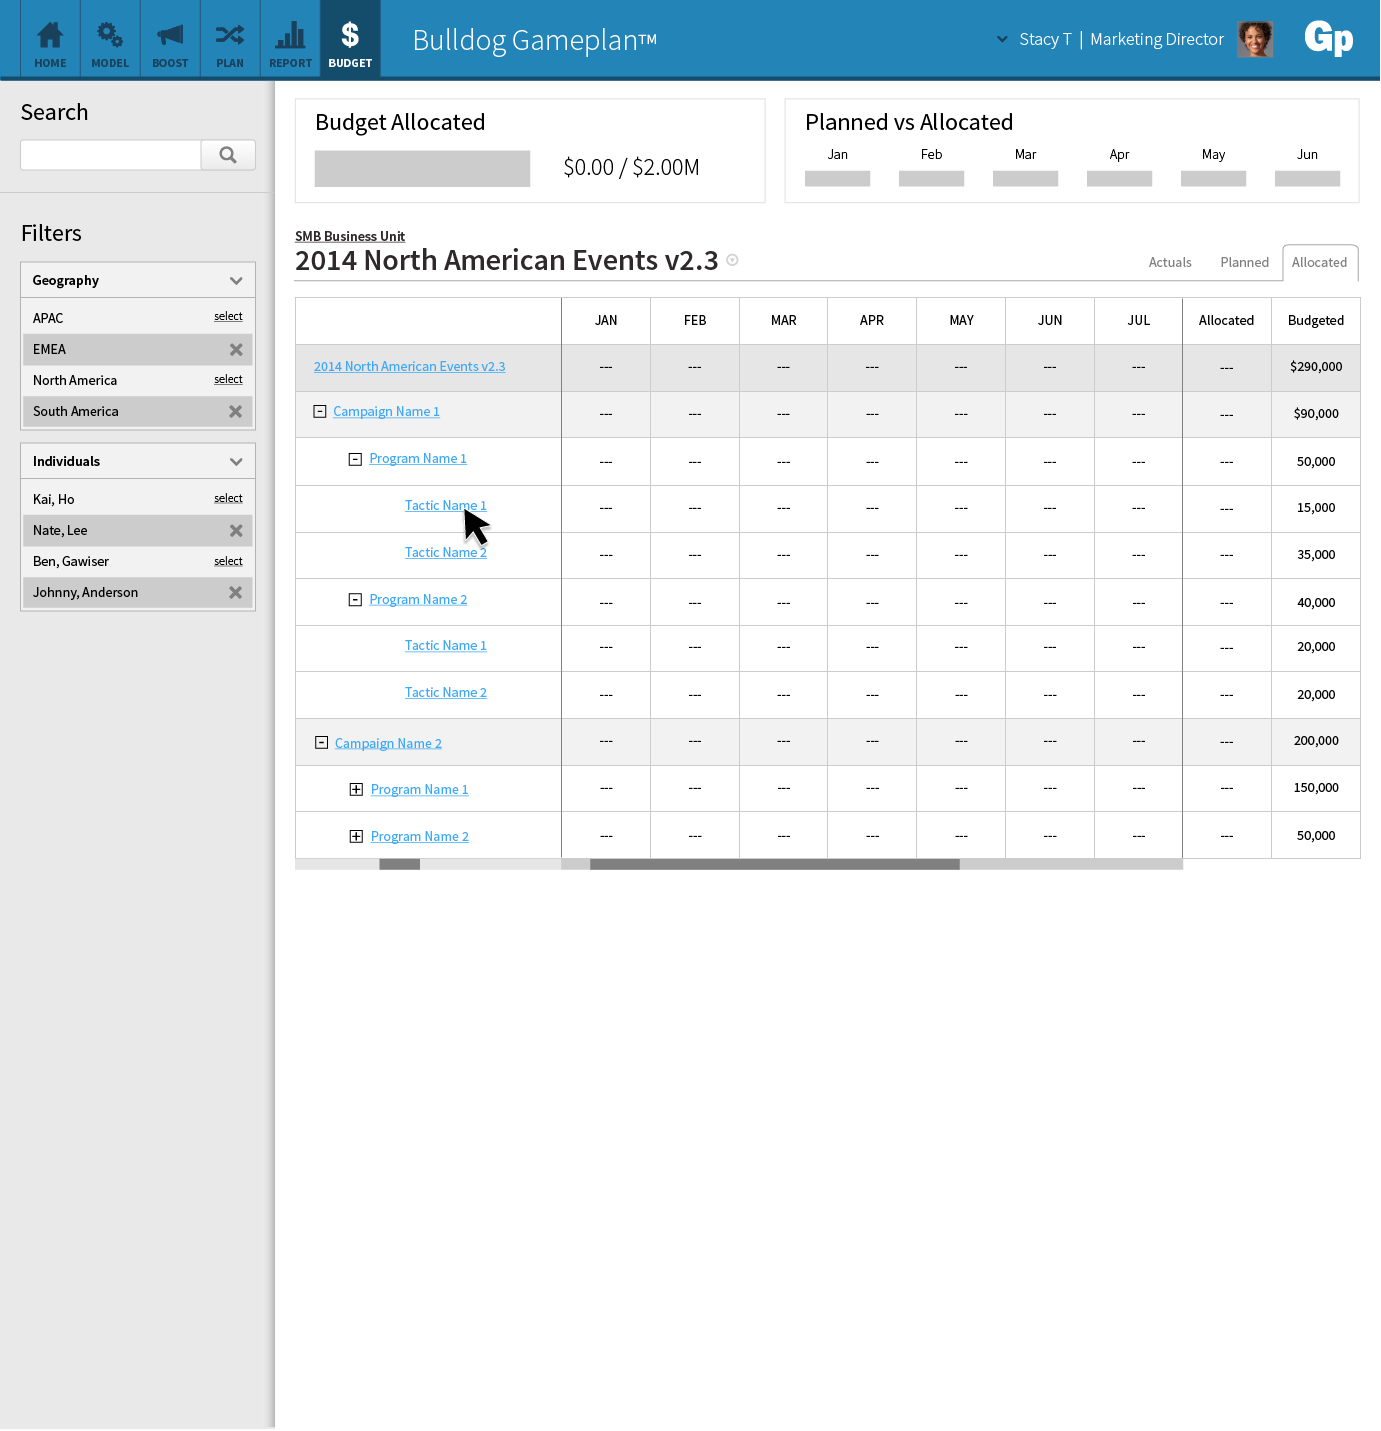 HOME MODEL BOOST PLAN REPORT $ BUDGET Bulldog Gameplan™ Stacy T | Marketing Director Gp
Search
Filters
Geography
APAC select
EMEA
North America select
South America
Individuals
Kai, Ho select
Nate, Lee
Ben, Gawiser select
Johnny, Anderson
Budget Allocated
$0.00 / $2.00M
Planned vs Allocated
Jan Feb Mar Apr May Jun
SMB Business Unit
2014 North American Events v2.3
Actuals Planned Allocated
JAN FEB MAR APR MAY JUN JUL Allocated Budgeted
2014 North American Events v2.3 --- --- --- --- --- --- --- --- $290,000
Campaign Name 1 --- --- --- --- --- --- --- --- $90,000
Program Name 1 --- --- --- --- --- --- --- --- 50,000
Tactic Name 1 --- --- --- --- --- --- --- --- 15,000
Tactic Name 2 --- --- --- --- --- --- --- --- 35,000
Program Name 2 --- --- --- --- --- --- --- --- 40,000
Tactic Name 1 --- --- --- --- --- --- --- --- 20,000
Tactic Name 2 --- --- --- --- --- --- --- --- 20,000
Campaign Name 2 --- --- --- --- --- --- --- --- 200,000
Program Name 1 --- --- --- --- --- --- --- --- 150,000
Program Name 2 --- --- --- --- --- --- --- --- 50,000